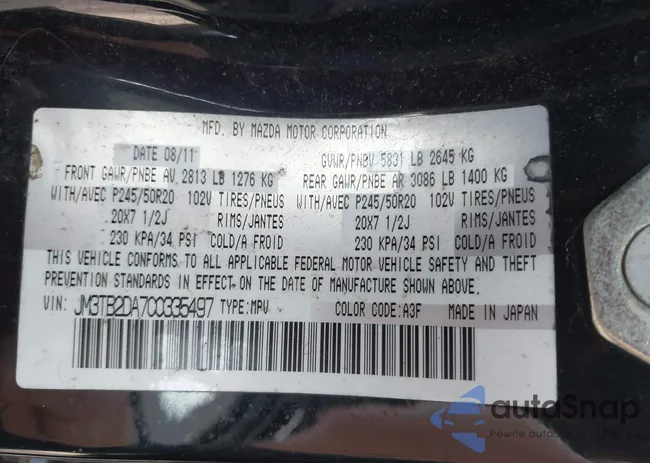 MFD. BY MAZDA MOTOR CORPORATION
DATE 08/11 GVWR/PNBV 5831 LB 2645 KG
FRONT GAWR/PNBE AV 2813 LB 1276 KG REAR GAWR/PNBE AR 3086 LB 1400 KG
WITH/AVEC P245/50R20 102V TIRES/PNEUS WITH/AVEC P245/50R20 102V TIRES/PNEUS
20X7 1/2J RIMS/JANTES 20X7 1/2J RIMS/JANTES
230 KPA/34 PSI COLD/A FROID 230 KPA/34 PSI COLD/A FROID
THIS VEHICLE CONFORMS TO ALL APPLICABLE FEDERAL MOTOR VEHICLE SAFETY AND THEFT
PREVENTION STANDARDS IN EFFECT ON THE DATE OF MANUFACTURE SHOWN ABOVE.
VIN: JM3TB2DA7C0335497 TYPE:MPV COLOR CODE:A3F MADE IN JAPAN
autoSnap
Pewne auto